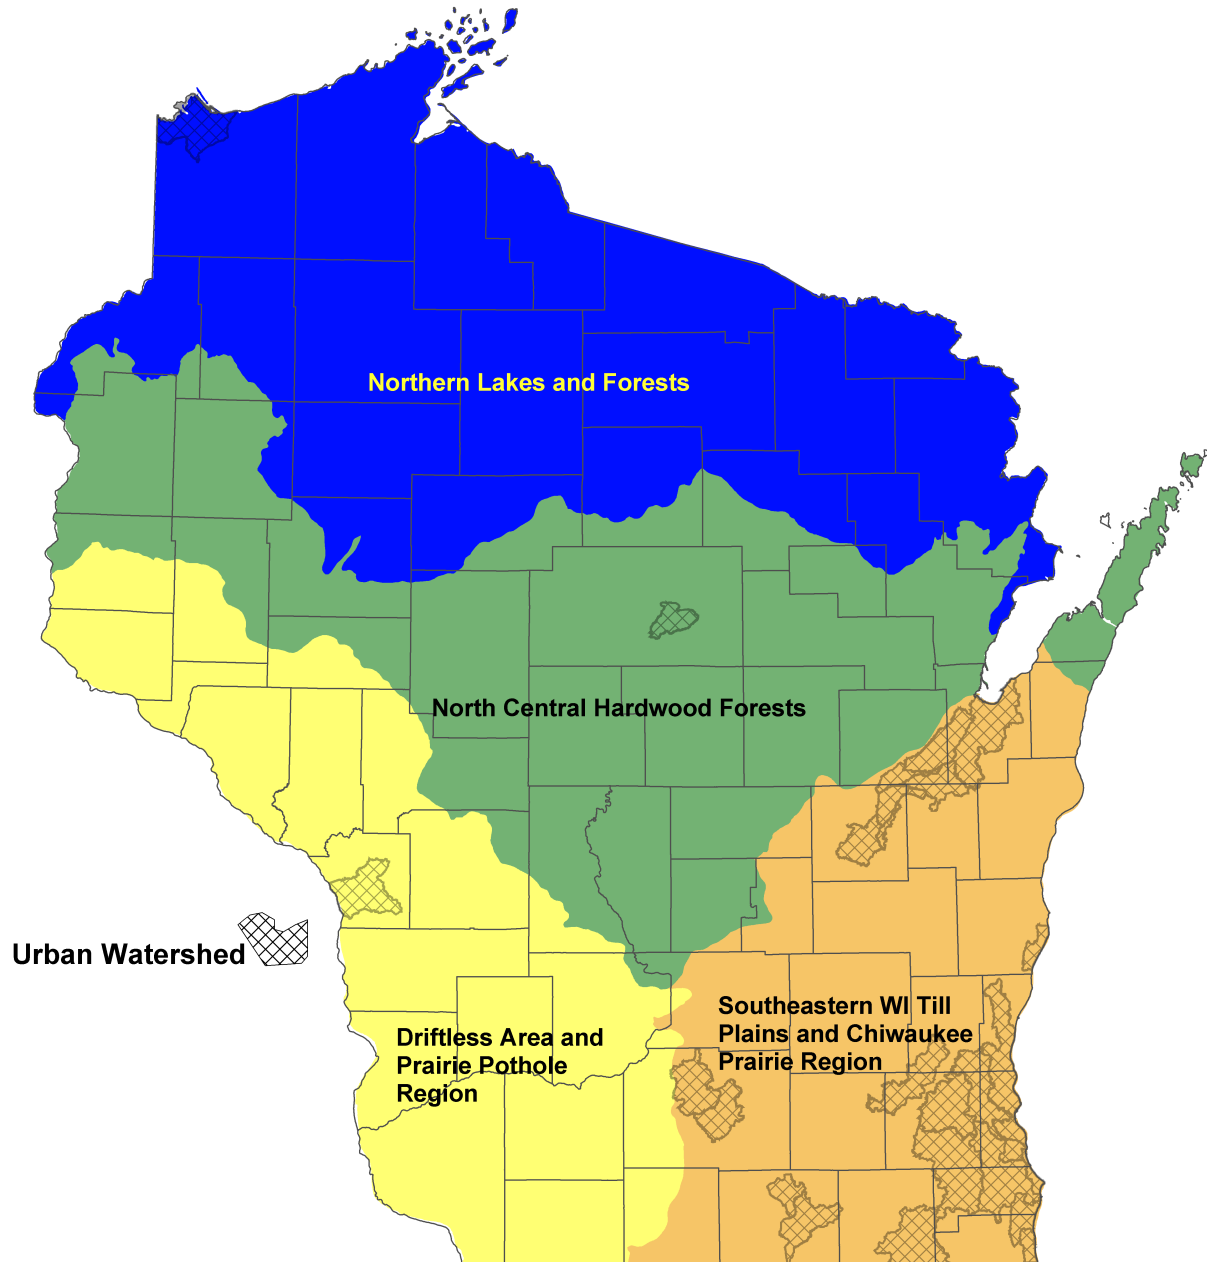 Northern Lakes and Forests
North Central Hardwood Forests
Urban Watershed
Southeastern WI Till
Plains and Chiwaukee
Prairie Region
Driftless Area and
Prairie Pothole
Region